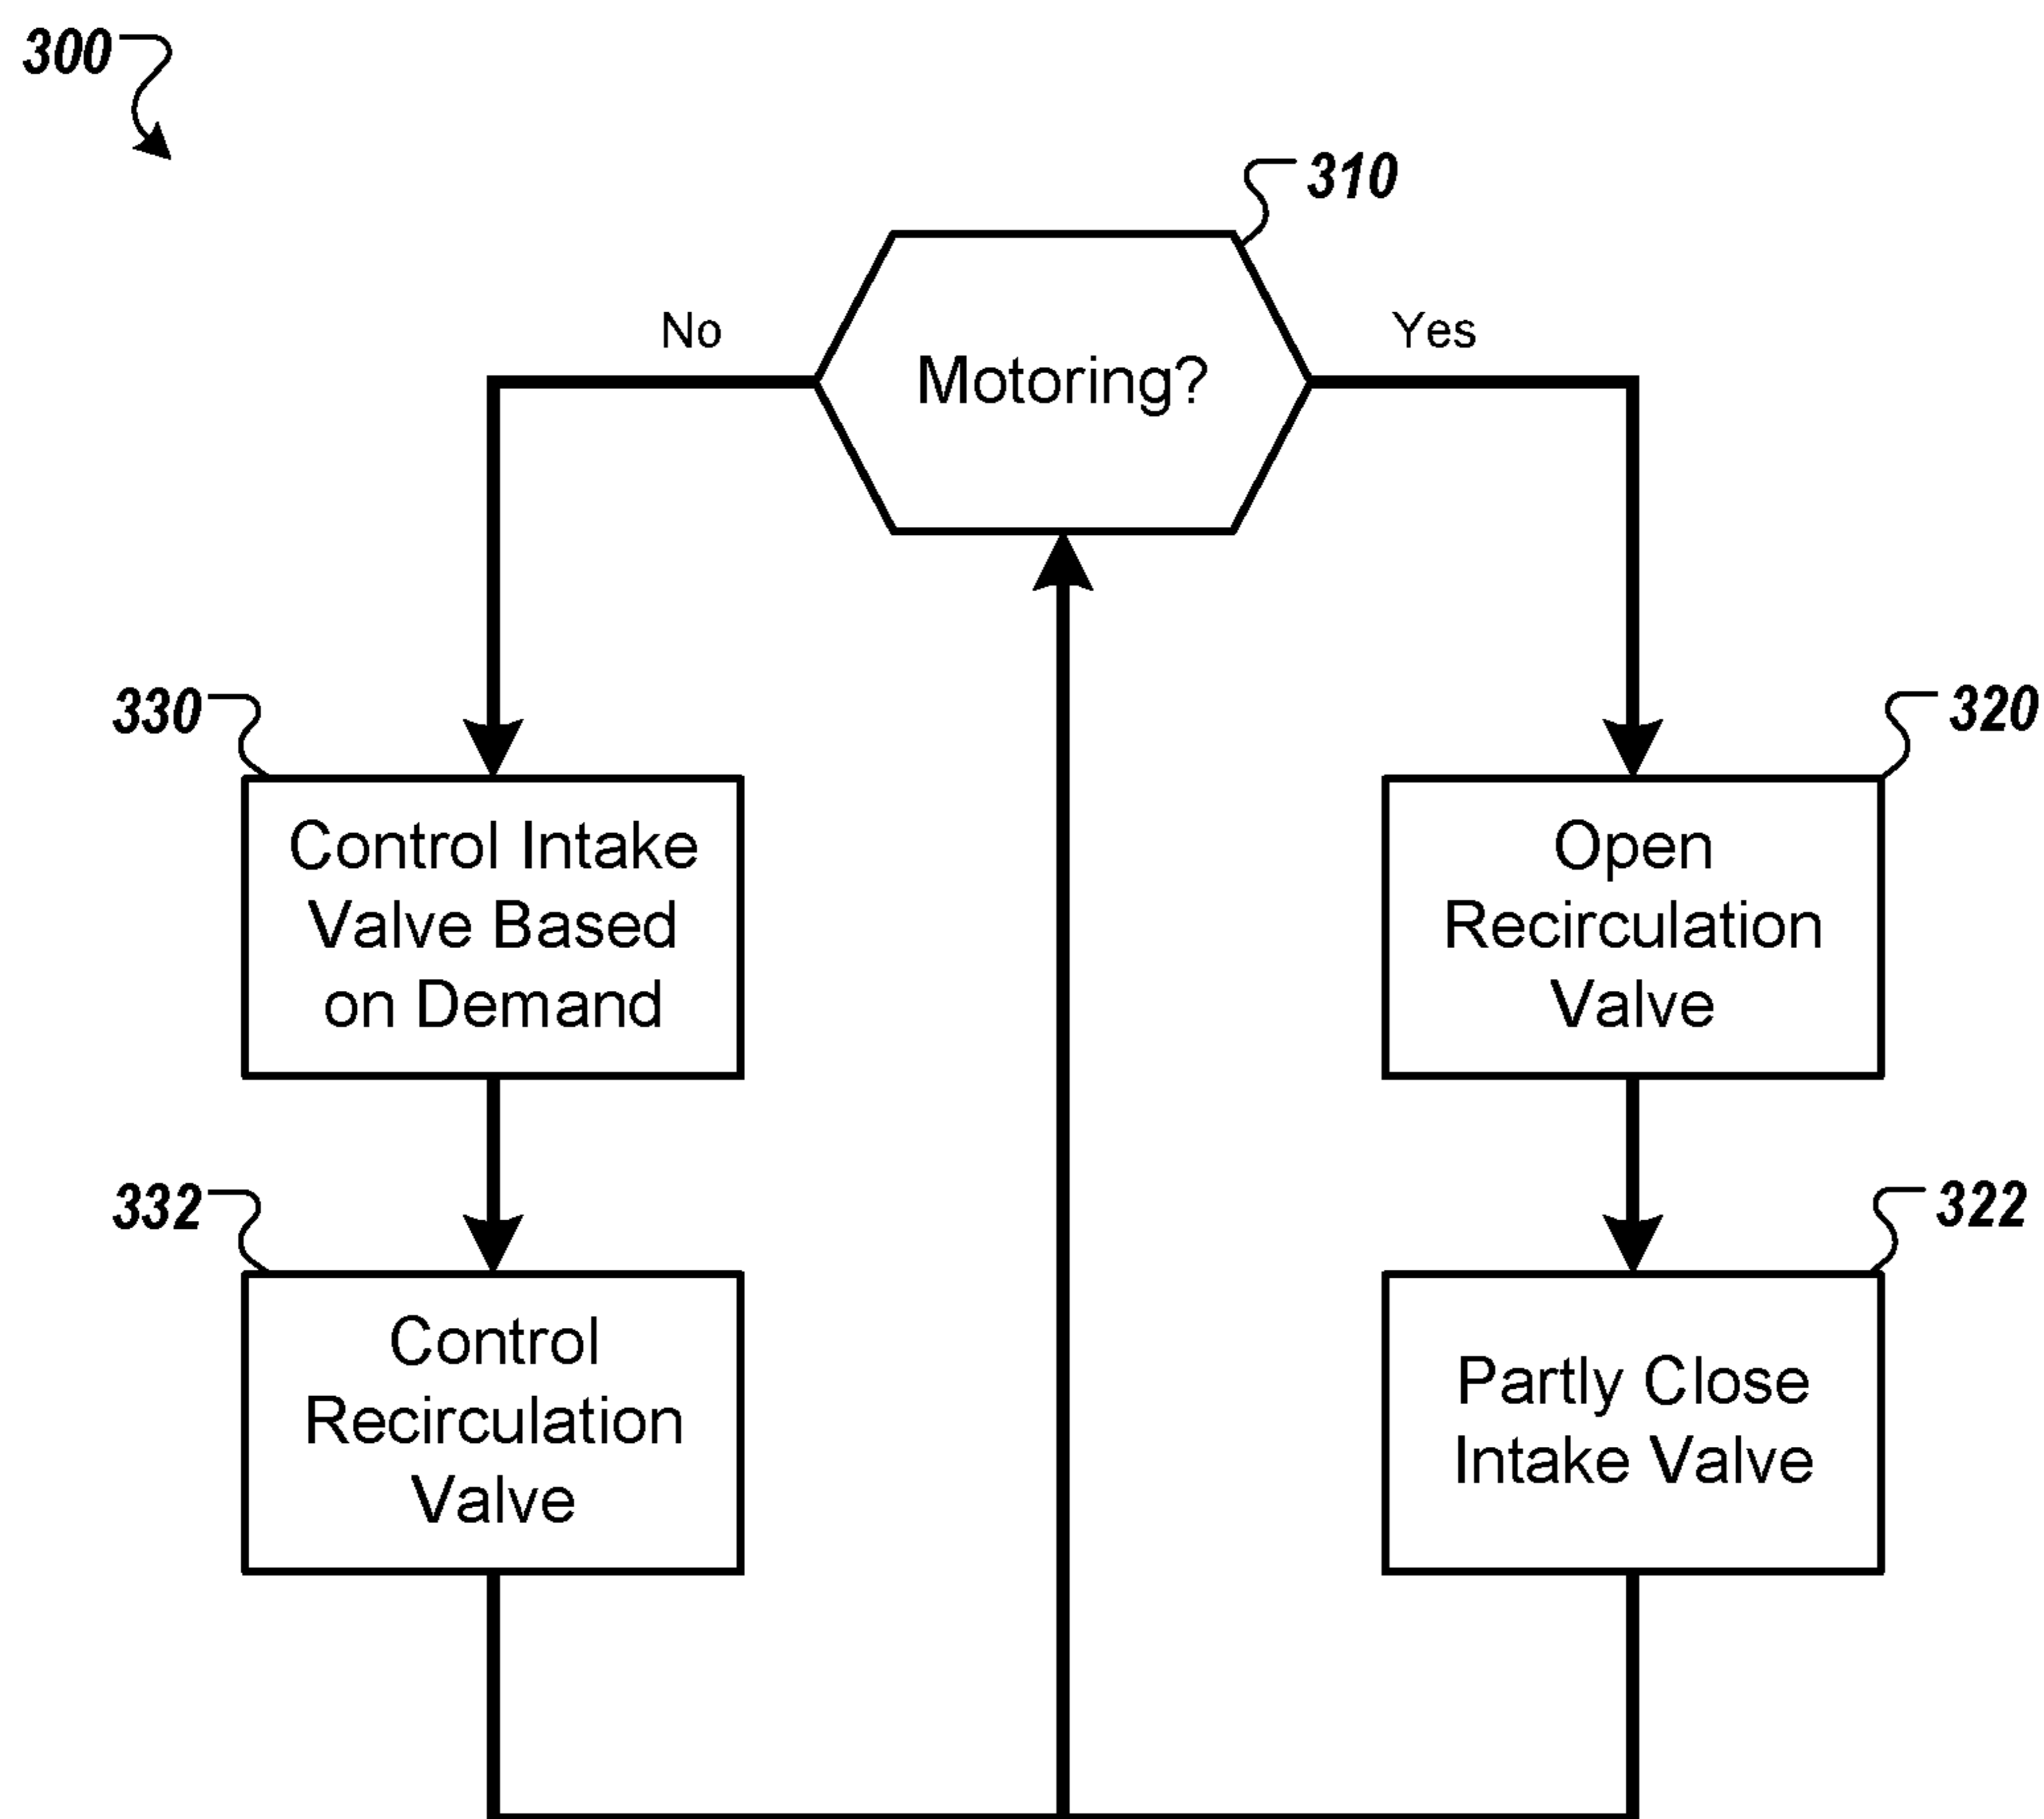 300
310
No
Yes
Motoring?
330
320
Control Intake
Valve Based
on Demand
Open
Recirculation
Valve
332
322
Control
Recirculation
Valve
Partly Close
Intake Valve